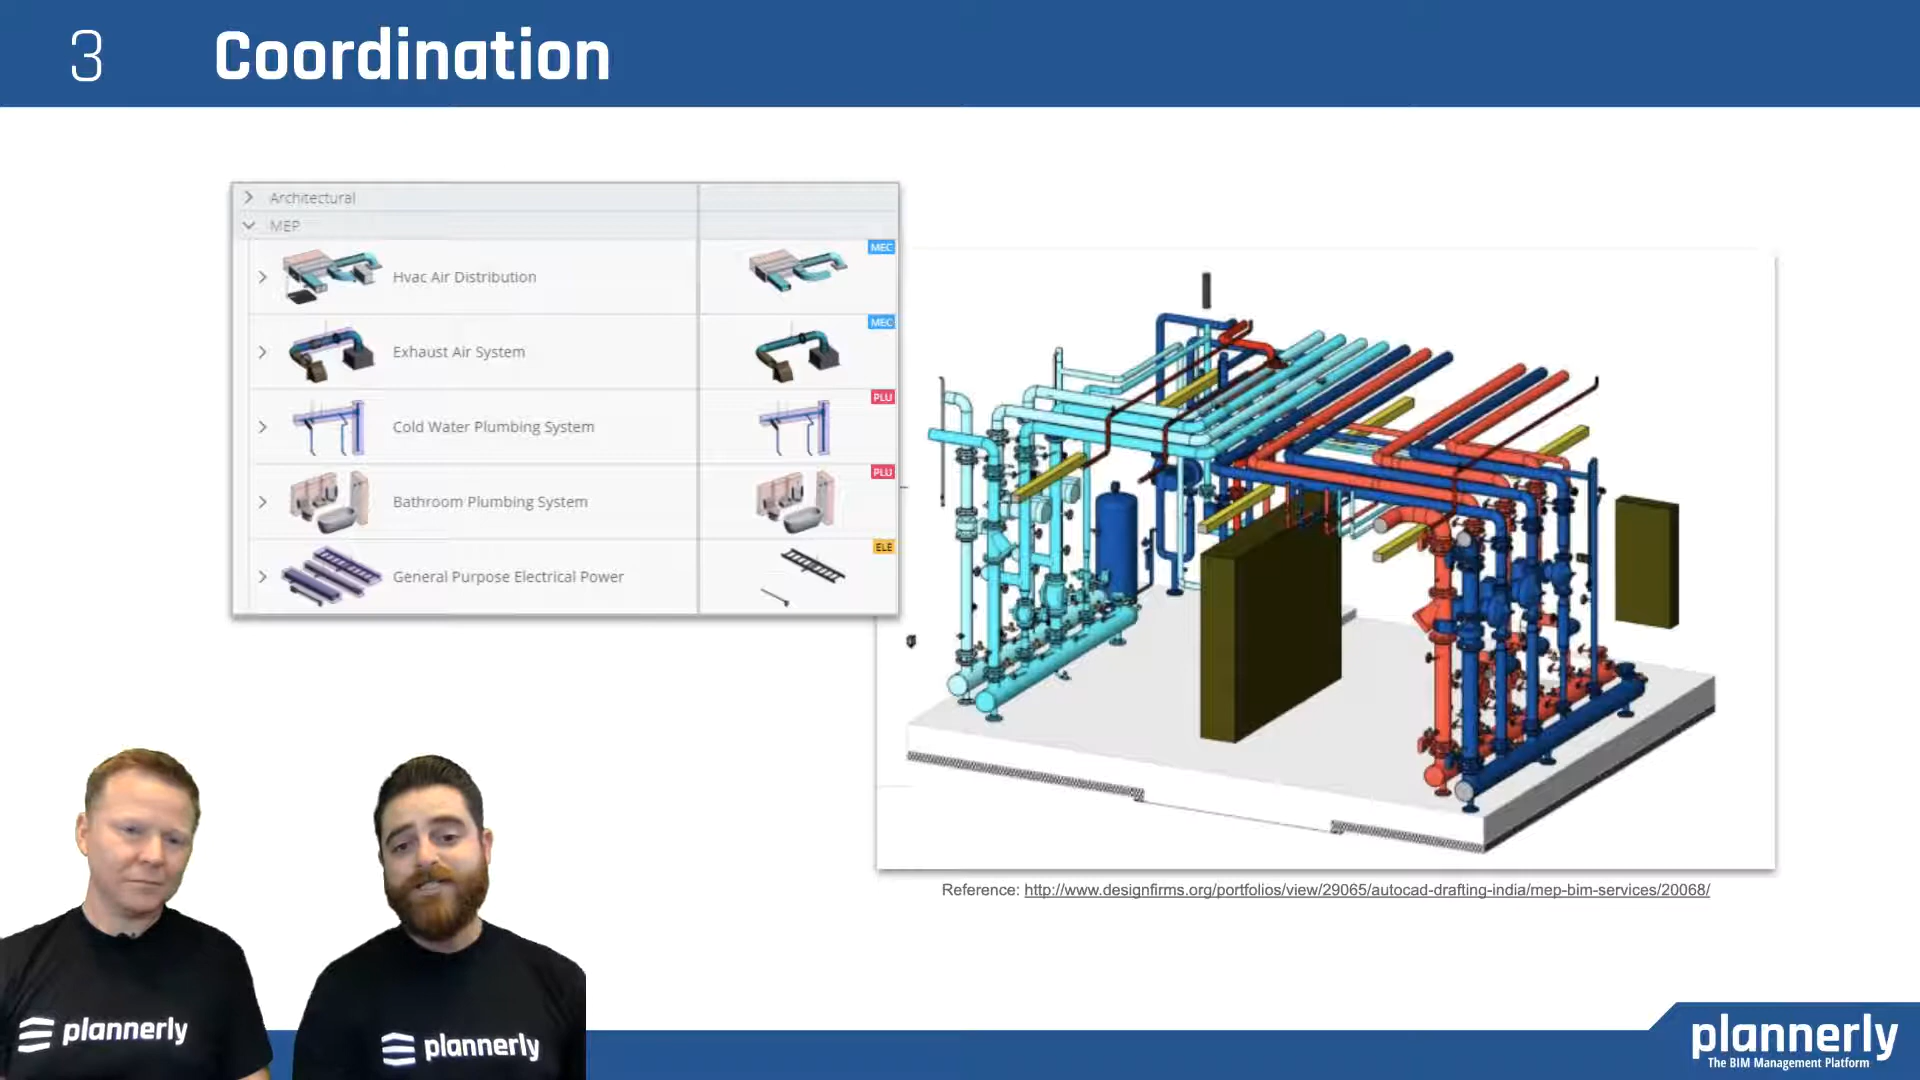 3 Coordination
Architectural
MEP
Hvac Air Distribution
MEC
Exhaust Air System
MEC
Cold Water Plumbing System
PLU
Bathroom Plumbing System
PLU
General Purpose Electrical Power
ELE
Reference: http://www.designfirms.org/portfolios/view/29065/autocad-drafting-india/mep-bim-services/20068/
plannerly
plannerly
plannerly
The BIM Management Platform